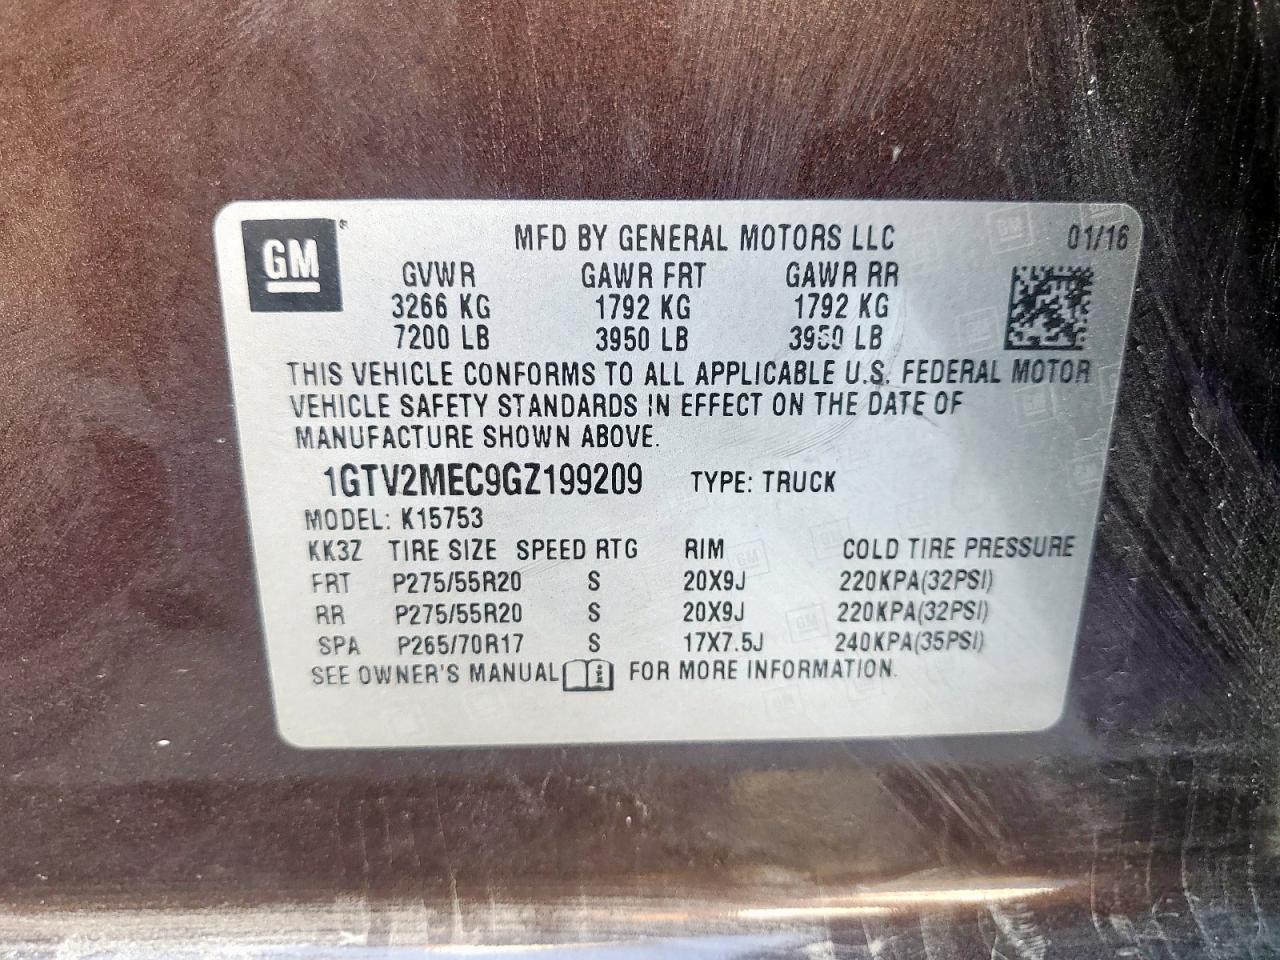 GM
MFD BY GENERAL MOTORS LLC 01/16
GVWR GAWR FRT GAWR RR
3266 KG 1792 KG 1792 KG
7200 LB 3950 LB 3950 LB
THIS VEHICLE CONFORMS TO ALL APPLICABLE U.S. FEDERAL MOTOR
VEHICLE SAFETY STANDARDS IN EFFECT ON THE DATE OF
MANUFACTURE SHOWN ABOVE.
1GTV2MEC9GZ199209 TYPE: TRUCK
MODEL: K15753
KK3Z TIRE SIZE SPEED RTG RIM COLD TIRE PRESSURE
FRT P275/55R20 S 20X9J 220KPA(32PSI)
RR P275/55R20 S 20X9J 220KPA(32PSI)
SPA P265/70R17 S 17X7.5J 240KPA(35PSI)
SEE OWNER'S MANUAL FOR MORE INFORMATION.